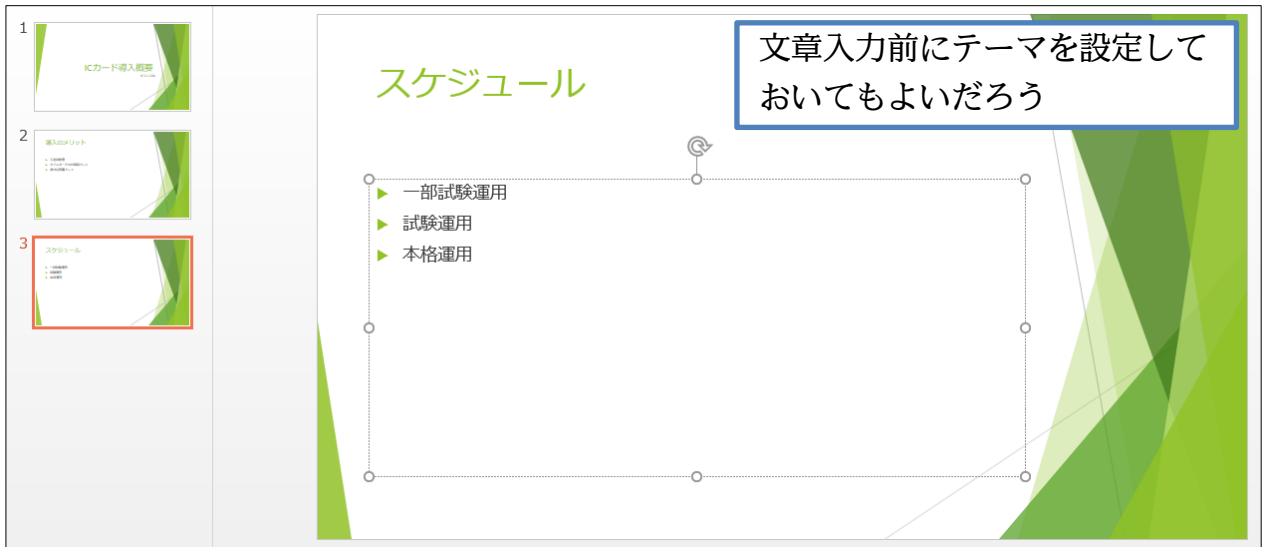 1
ICカード導入概要
2
導入のメリット
3
スケジュール
スケジュール
一部試験運用
試験運用
本格運用
文章入力前にテーマを設定して
おいてもよいだろう